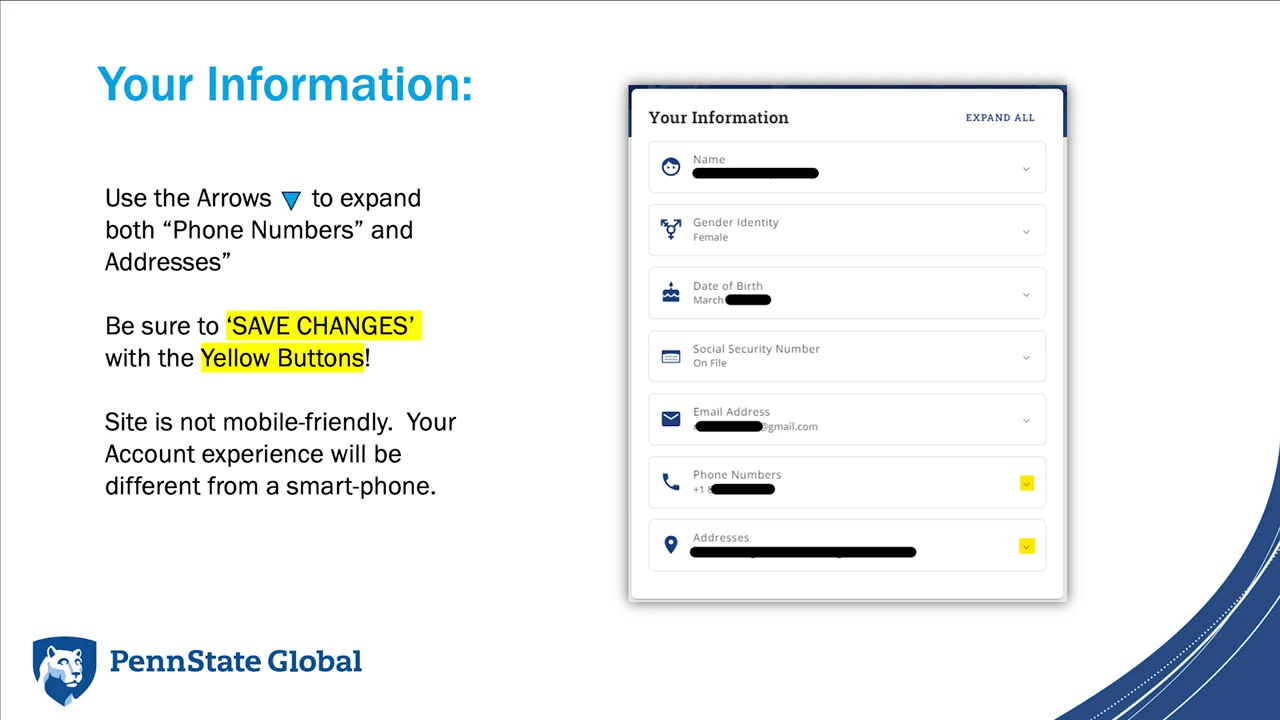 Your Information:
Use the Arrows to expand
both “Phone Numbers” and
Addresses”
Be sure to ‘SAVE CHANGES’
with the Yellow Buttons!
Site is not mobile-friendly. Your
Account experience will be
different from a smart-phone.
Your Information
EXPAND ALL
Name
Gender Identity
Female
Date of Birth
March
Social Security Number
On File
Email Address
@gmail.com
Phone Numbers
+1
Addresses
PennState Global